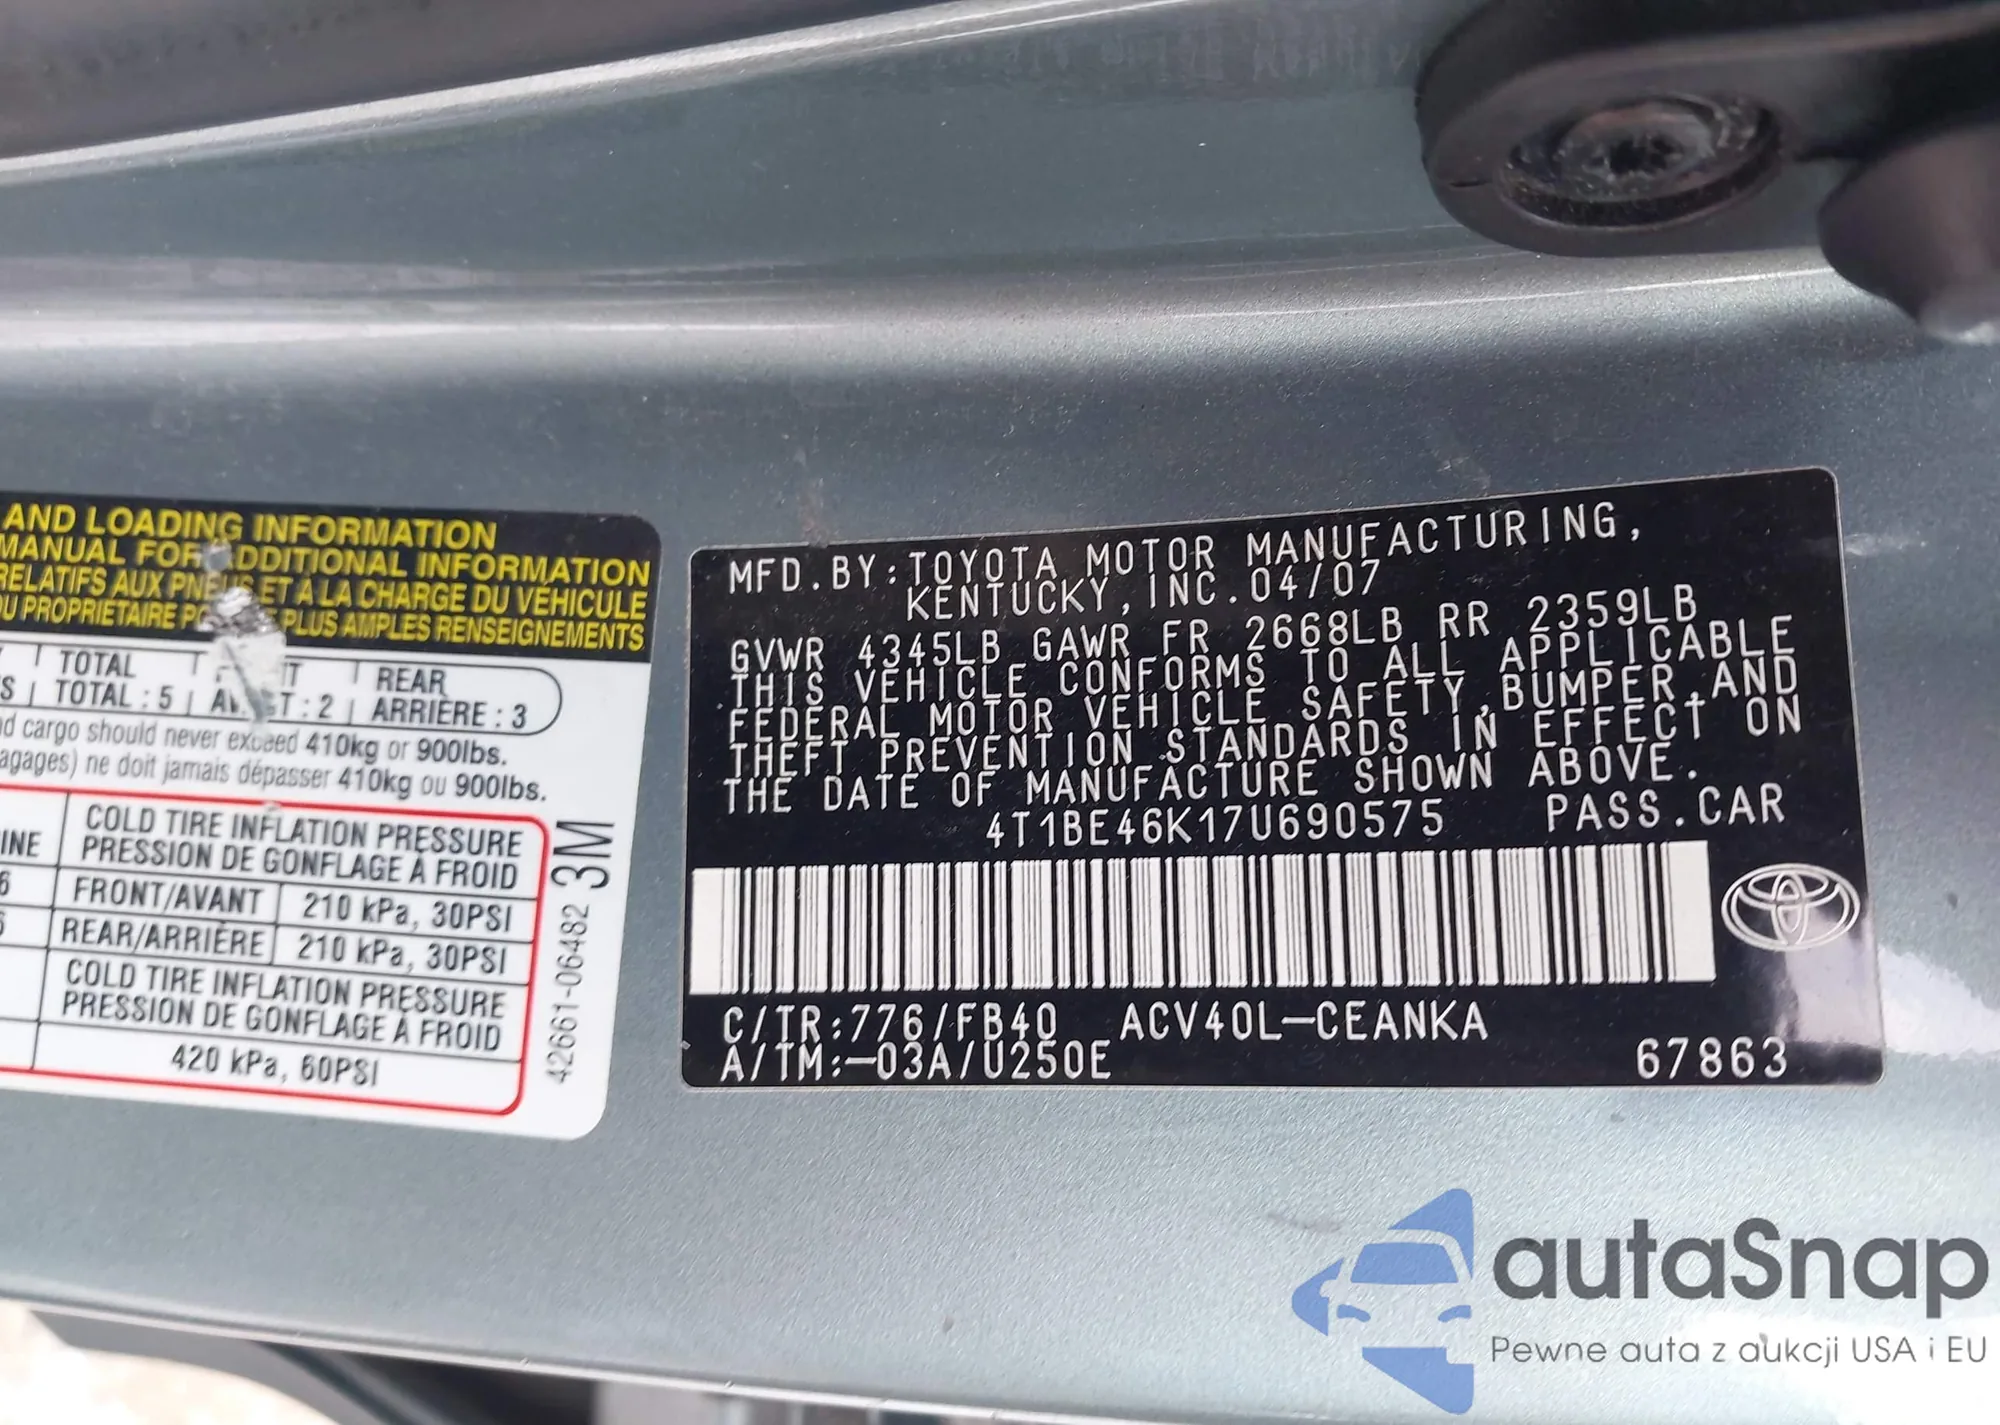 AND LOADING INFORMATION
MANUAL FOR ADDITIONAL INFORMATION
RELATIFS AUX PNEUS ET À LA CHARGE DU VÉHICULE
PROPRIÉTAIRE PLUS AMPLES RENSEIGNEMENTS
TOTAL REAR
TOTAL : 5 : 2 ARRIÈRE : 3
cargo should never exceed 410kg or 900lbs.
ne doit jamais dépasser 410kg ou 900lbs.
COLD TIRE INFLATION PRESSURE
PRESSION DE GONFLAGE À FROID
FRONT/AVANT 210 kPa, 30PSI
REAR/ARRIÈRE 210 kPa, 30PSI
COLD TIRE INFLATION PRESSURE
PRESSION DE GONFLAGE À FROID
420 kPa, 60PSI
42661-06482 3M
MFD.BY:TOYOTA MOTOR MANUFACTURING,
KENTUCKY,INC.04/07
GVWR 4345LB GAWR FR 2668LB RR 2359LB
THIS VEHICLE CONFORMS TO ALL APPLICABLE
FEDERAL MOTOR VEHICLE SAFETY,BUMPER,AND
THEFT PREVENTION STANDARDS IN EFFECT ON
THE DATE OF MANUFACTURE SHOWN ABOVE.
4T1BE46K17U690575 PASS.CAR
C/TR:776/FB40 ACV40L-CEANKA
A/TM:-03A/U250E 67863
autaSnap
Pewne auta z aukcji USA i EU